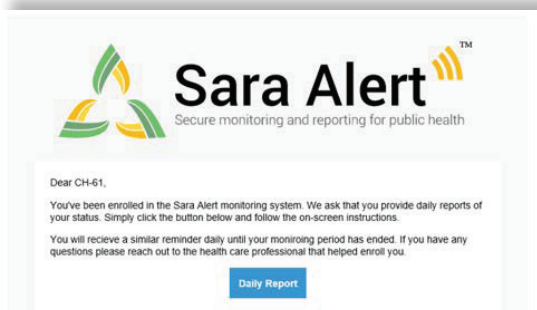 Sara Alert™
Secure monitoring and reporting for public health
Dear CH-61,
You've been enrolled in the Sara Alert monitoring system. We ask that you provide daily reports of
your status. Simply click the button below and follow the on-screen instructions.
You will recieve a similar reminder daily until your moniroing period has ended. If you have any
questions please reach out to the health care professional that helped enroll you.
Daily Report